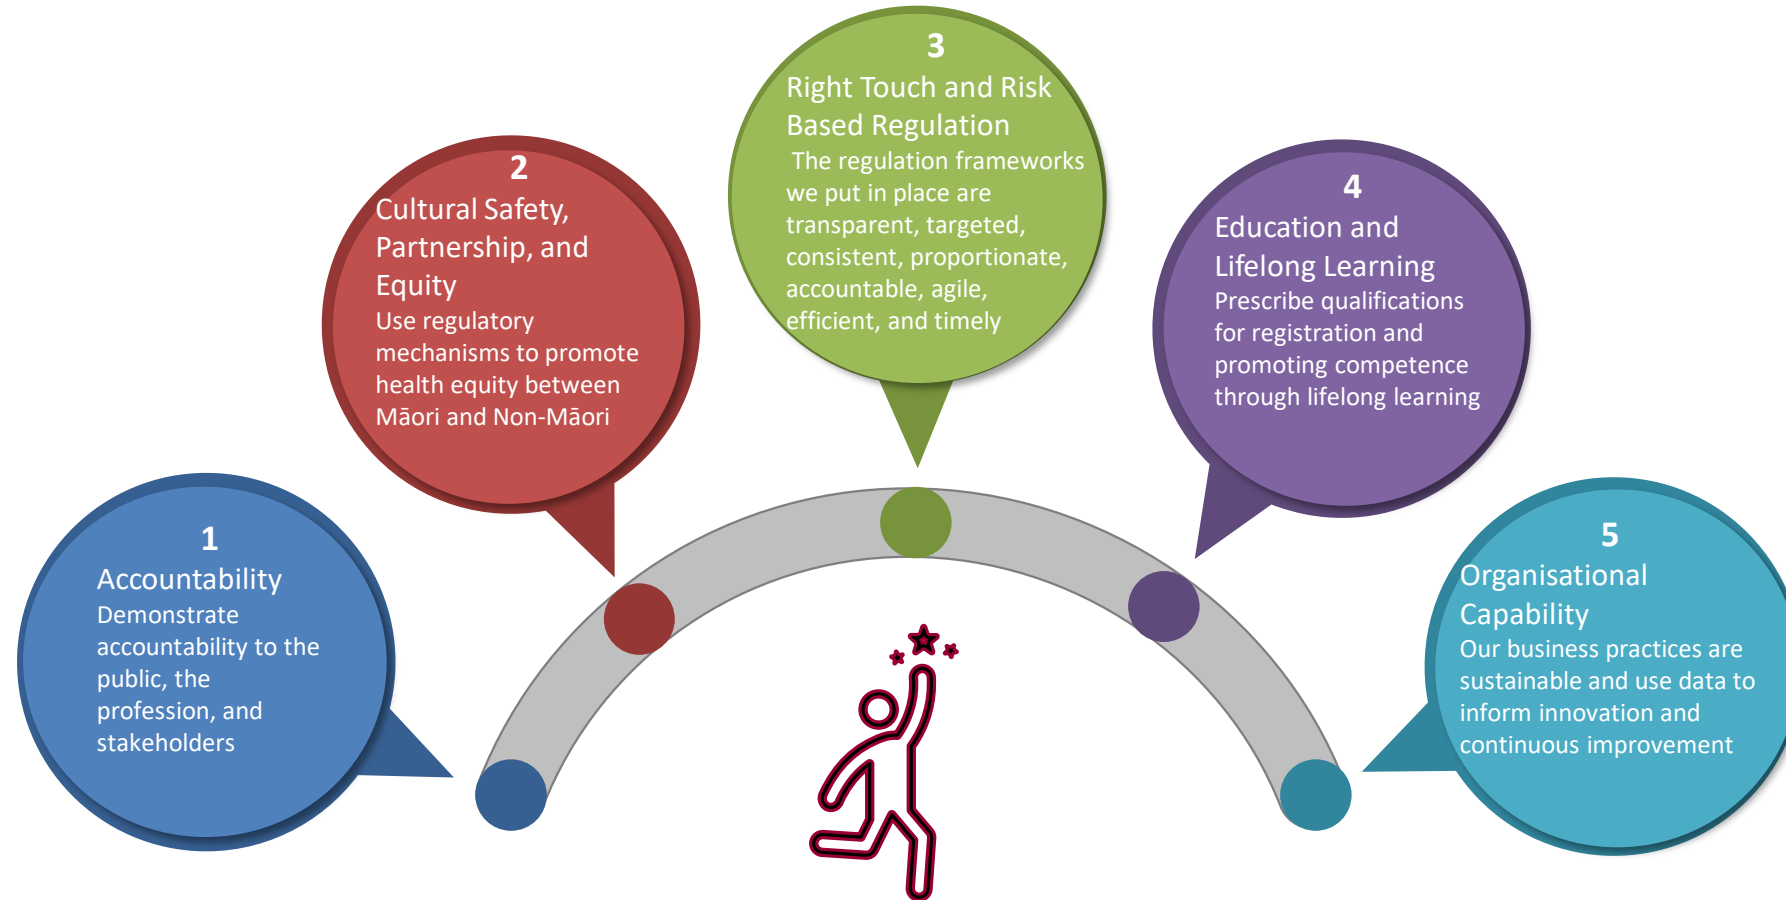 1
Accountability
Demonstrate
accountability to the
public, the
profession, and
stakeholders
2
Cultural Safety,
Partnership, and
Equity
Use regulatory
mechanisms to promote
health equity between
Māori and Non-Māori
3
Right Touch and Risk
Based Regulation
The regulation frameworks
we put in place are
transparent, targeted,
consistent, proportionate,
accountable, agile,
efficient, and timely
4
Education and
Lifelong Learning
Prescribe qualifications
for registration and
promoting competence
through lifelong learning
5
Organisational
Capability
Our business practices are
sustainable and use data to
inform innovation and
continuous improvement